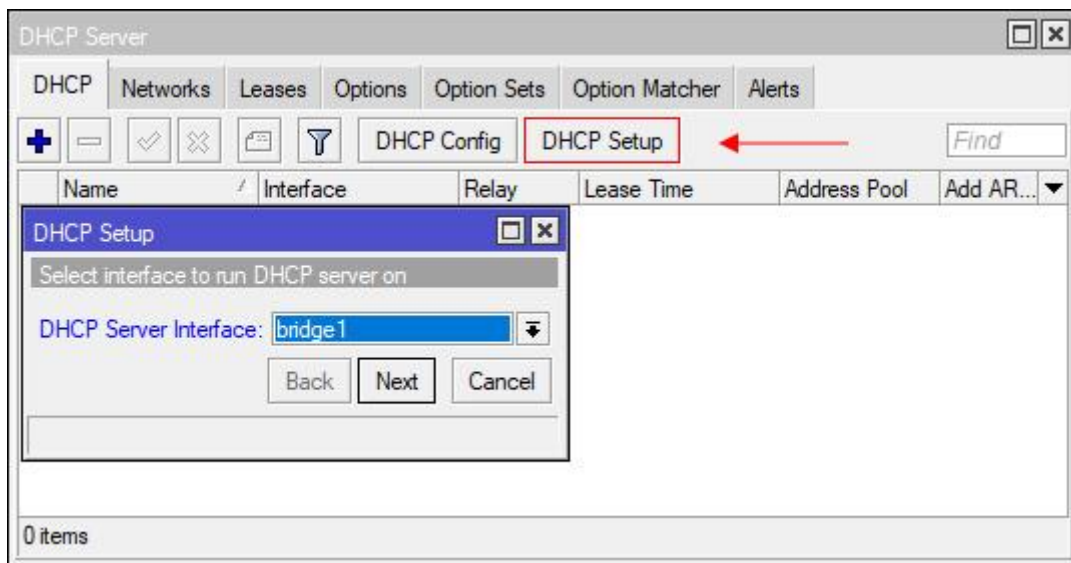 DHCP Server
DHCP Networks Leases Options Option Sets Option Matcher Alerts
DHCP Config DHCP Setup Find
Name Interface Relay Lease Time Address Pool Add AR...
DHCP Setup
Select interface to run DHCP server on
DHCP Server Interface: bridge1
Back Next Cancel
0 items